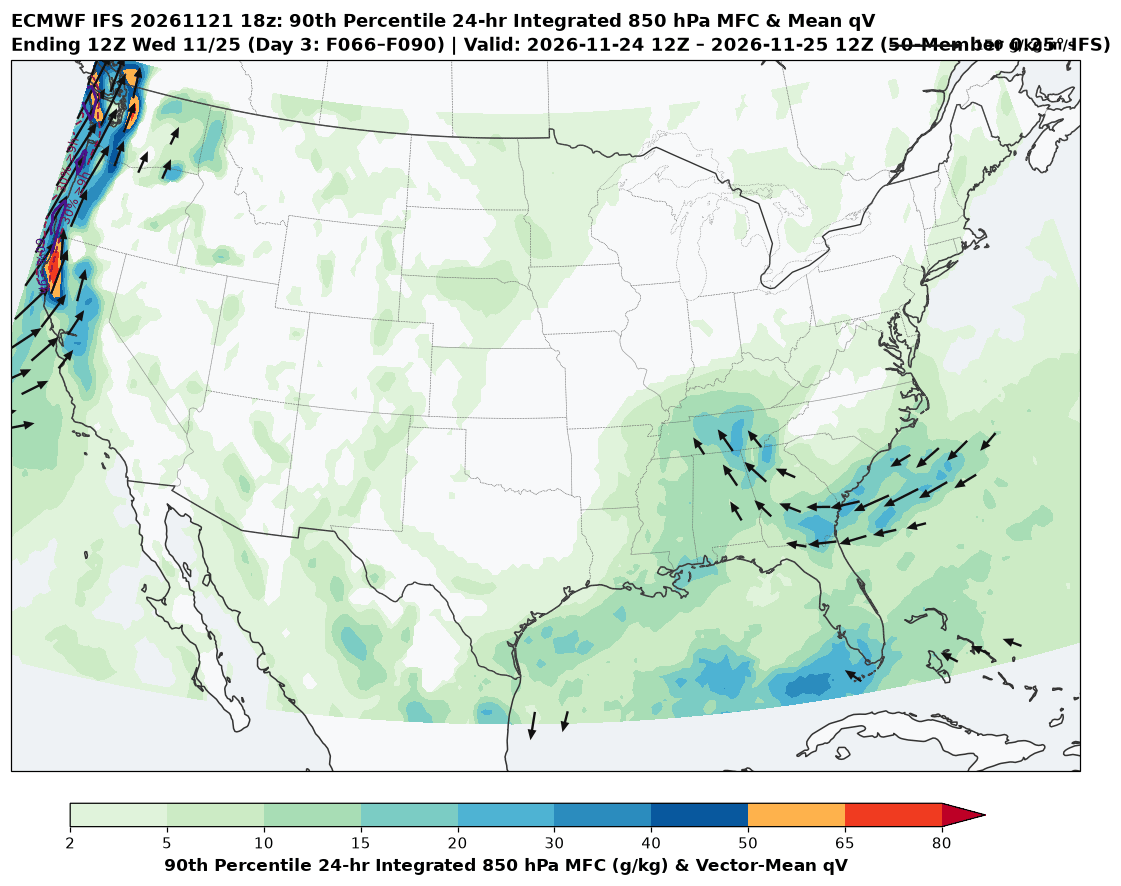 ECMWF IFS 20261121 18z: 90th Percentile 24-hr Integrated 850 hPa MFC & Mean qV
Ending 12Z Wed 11/25 (Day 3: F066–F090) | Valid: 2026-11-24 12Z – 2026-11-25 12Z (50-Member 0.25° IFS)
2 5 10 15 20 30 40 50 65 80
90th Percentile 24-hr Integrated 850 hPa MFC (g/kg) & Vector-Mean qV